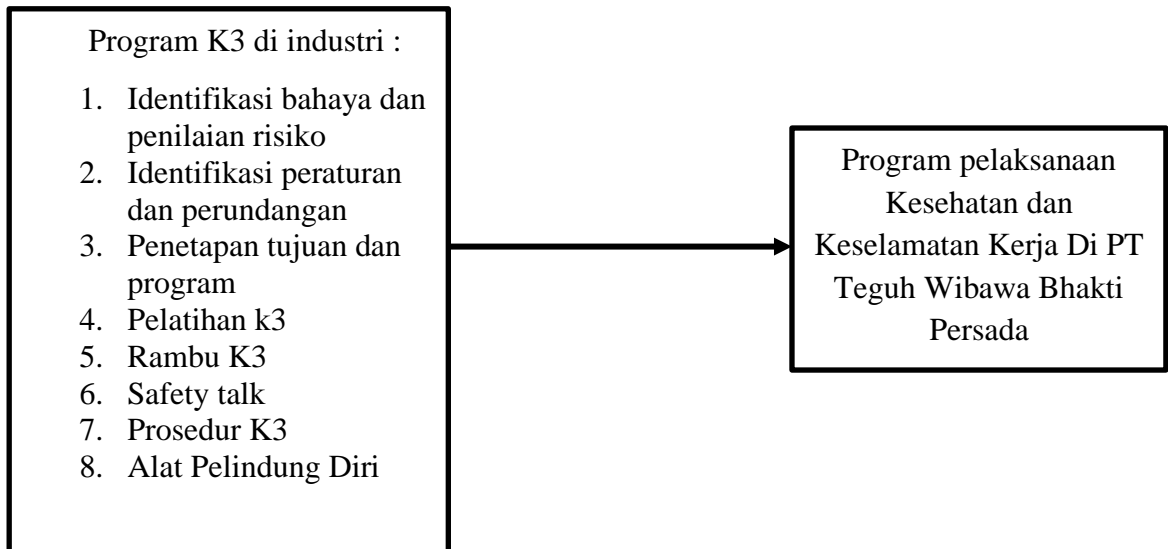 Program K3 di industri :
1. Identifikasi bahaya dan
penilaian risiko
2. Identifikasi peraturan
dan perundangan
3. Penetapan tujuan dan
program
4. Pelatihan k3
5. Rambu K3
6. Safety talk
7. Prosedur K3
8. Alat Pelindung Diri
Program pelaksanaan
Kesehatan dan
Keselamatan Kerja Di PT
Teguh Wibawa Bhakti
Persada